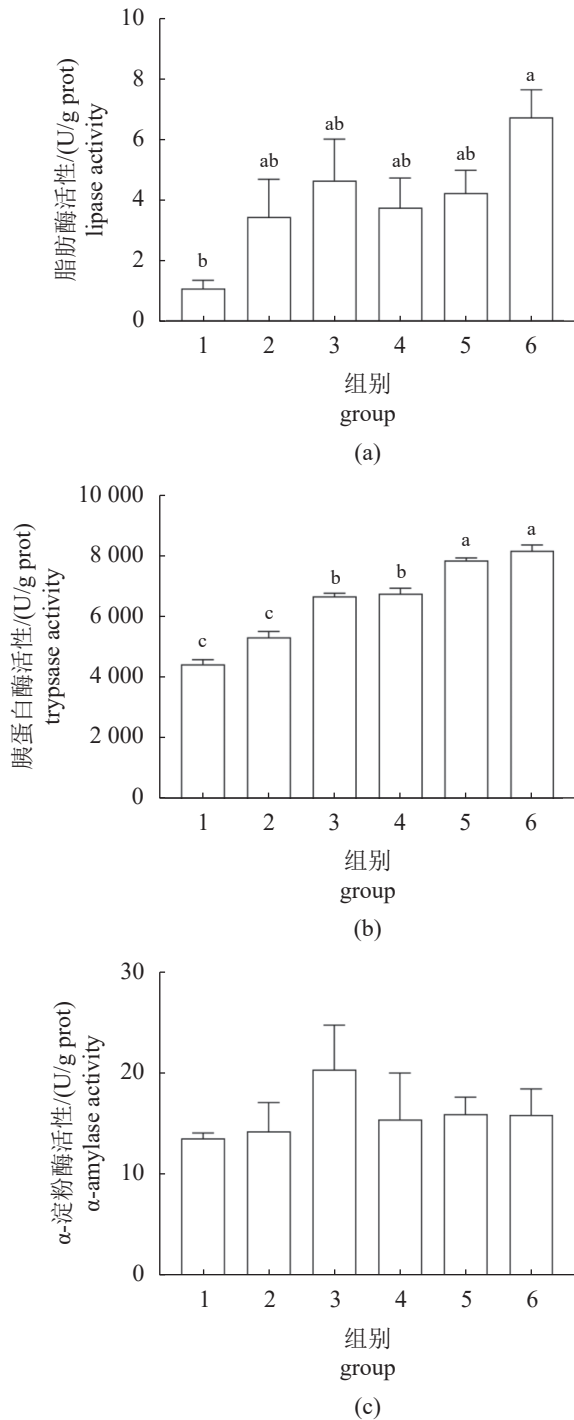 脂肪酶活性/(U/g prot)
lipase activity
10
8
6
4
2
0
b
ab
ab
ab
ab
a
1 2 3 4 5 6
组别
group
(a)
胰蛋白酶活性/(U/g prot)
trypsase activity
10 000
8 000
6 000
4 000
2 000
0
c
c
b
b
a
a
1 2 3 4 5 6
组别
group
(b)
α-淀粉酶活性/(U/g prot)
α-amylase activity
30
20
10
0
1 2 3 4 5 6
组别
group
(c)